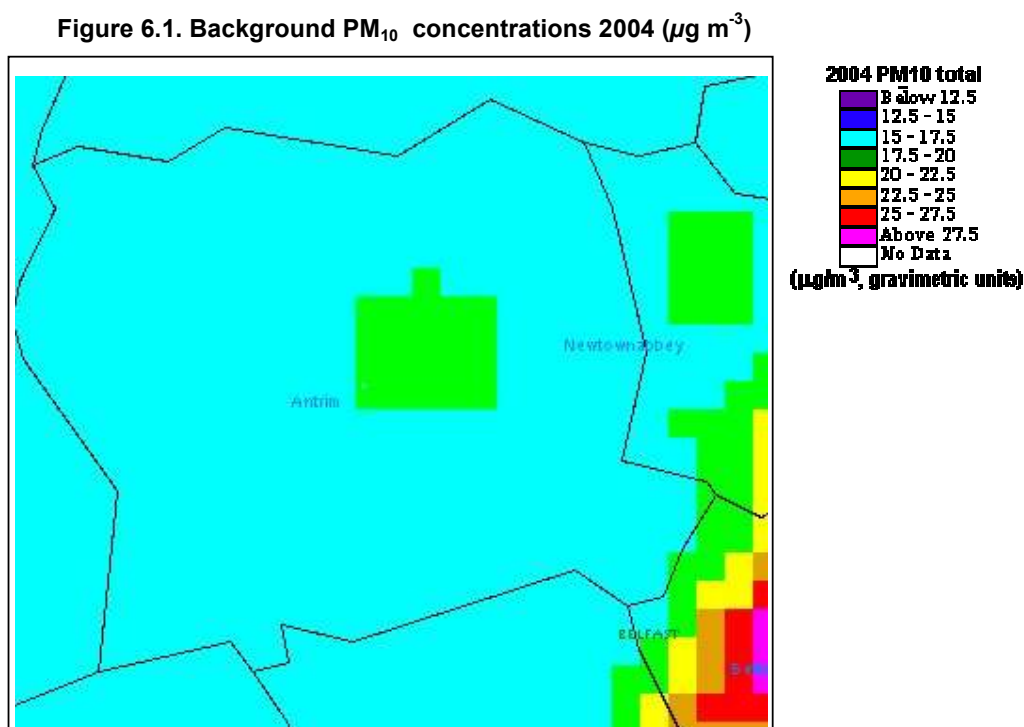 Figure 6.1. Background PM₁₀ concentrations 2004 (µg m⁻³)
2004 PM10 total
Below 12.5
12.5 - 15
15 - 17.5
17.5 - 20
20 - 22.5
22.5 - 25
25 - 27.5
Above 27.5
No Data
(µg/m³, gravimetric units)
Newtownabbey
Antrim
BELFAST